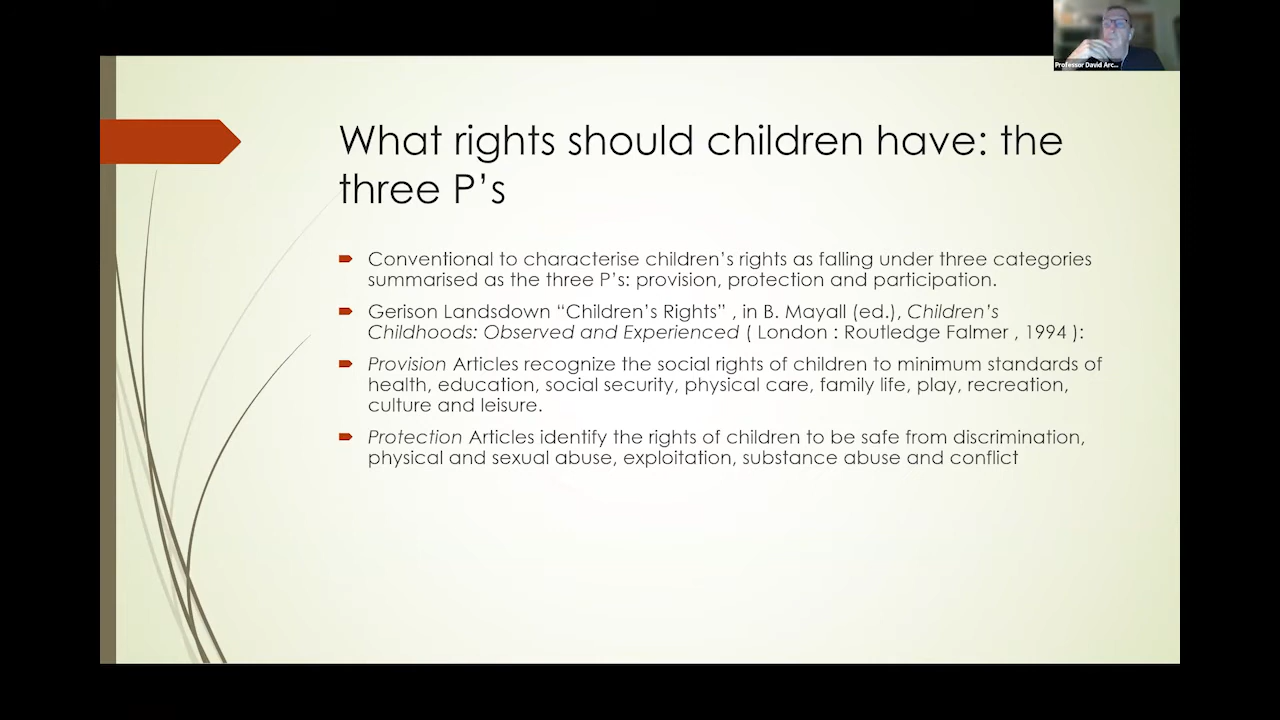 Professor David Arc...
What rights should children have: the
three P's
Conventional to characterise children's rights as falling under three categories
summarised as the three P's: provision, protection and participation.
Gerison Landsdown “Children's Rights” , in B. Mayall (ed.), Children's
Childhoods: Observed and Experienced ( London : Routledge Falmer , 1994 ):
Provision Articles recognize the social rights of children to minimum standards of
health, education, social security, physical care, family life, play, recreation,
culture and leisure.
Protection Articles identify the rights of children to be safe from discrimination,
physical and sexual abuse, exploitation, substance abuse and conflict